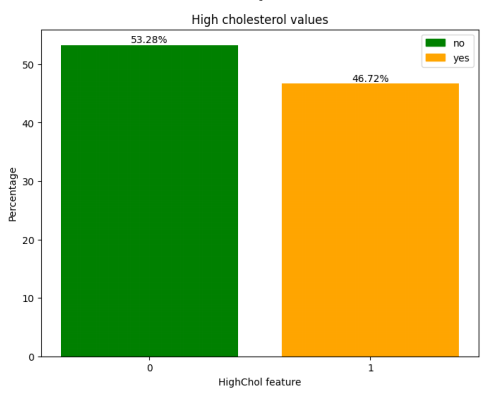 High cholesterol values
53.28%
46.72%
no
yes
50
40
30
20
10
0
Percentage
0
1
HighChol feature